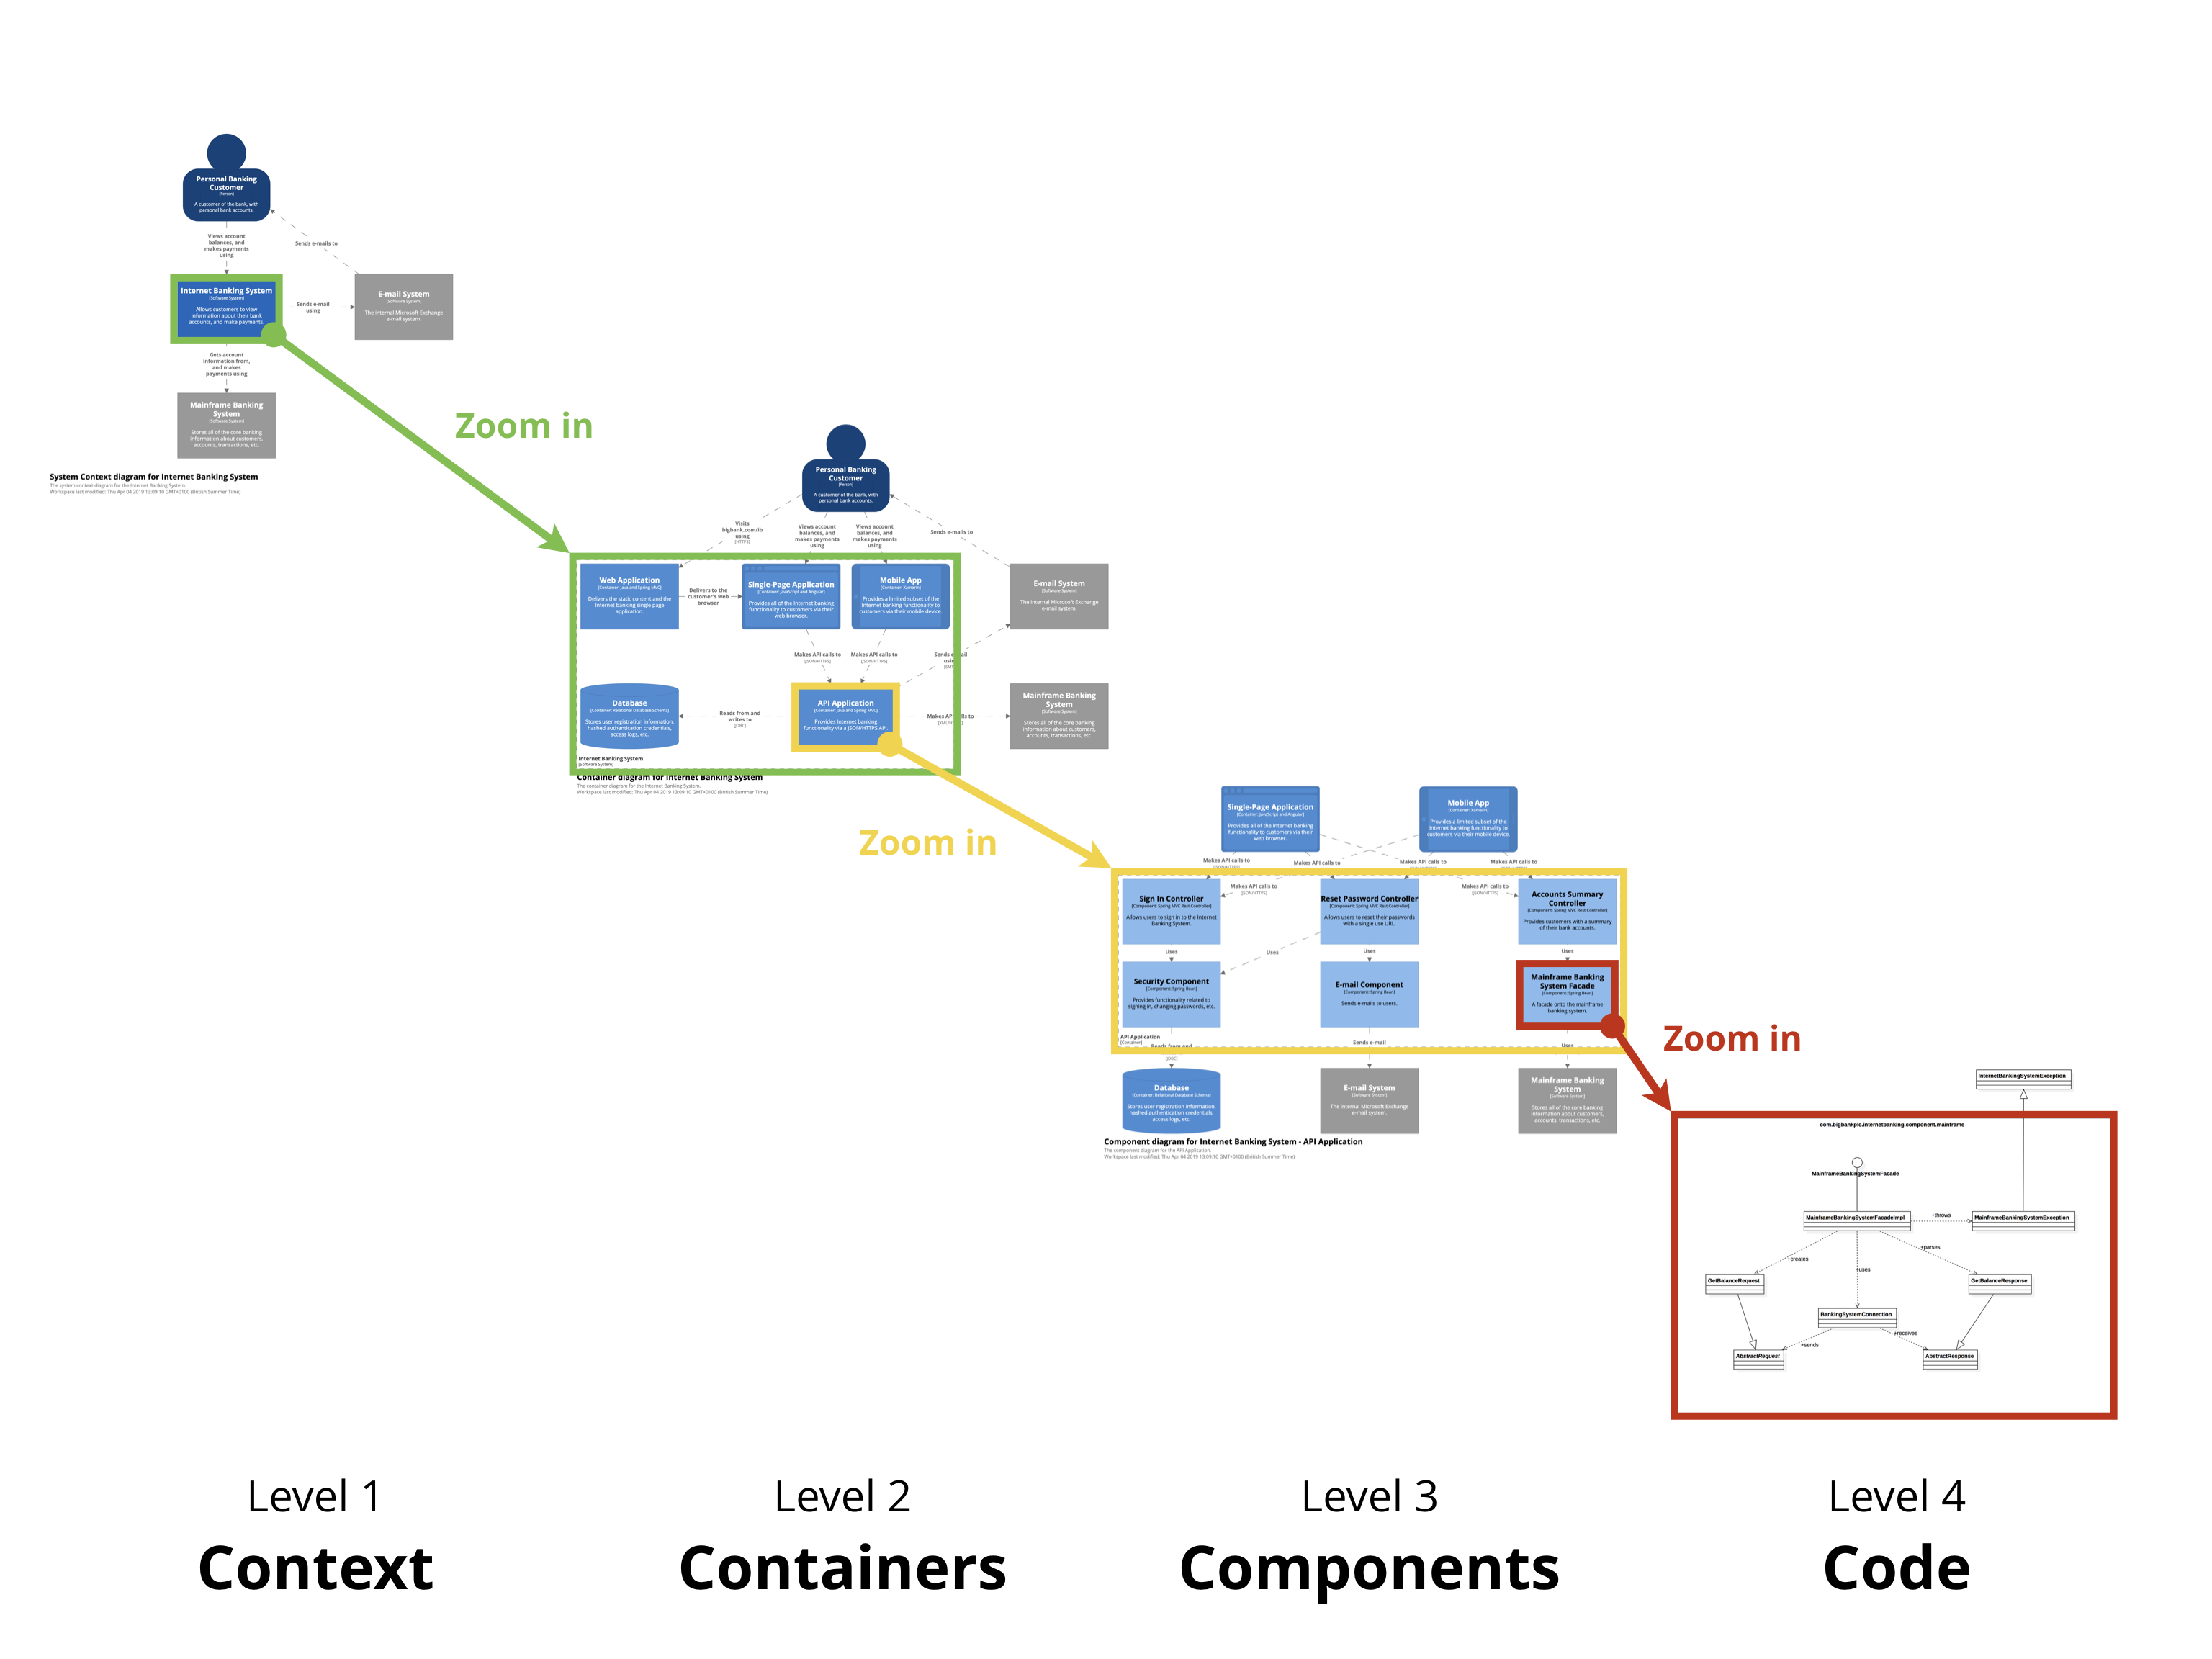 Personal Banking
Customer
[Person]
A customer of the bank, with
personal bank accounts.
Views account
balances, and
makes payments
using
Sends e-mails to
Internet Banking System
[Software System]
Allows customers to view
information about their bank
accounts, and make payments.
Sends e-mail
using
E-mail System
[Software System]
The internal Microsoft Exchange
e-mail system.
Gets account
information from,
and makes
payments using
Mainframe Banking
System
[Software System]
Stores all of the core banking
information about customers,
accounts, transactions, etc.
System Context diagram for Internet Banking System
The system context diagram for the Internet Banking System.
Workspace last modified: Thu Apr 04 2019 13:09:10 GMT+0100 (British Summer Time)
Zoom in
Personal Banking
Customer
[Person]
A customer of the bank, with
personal bank accounts.
Visits
bigbank.com/ib
using
[HTTPS]
Views account
balances, and
makes payments
using
Views account
balances, and
makes payments
using
Sends e-mails to
Web Application
[Container: Java and Spring MVC]
Delivers the static content and the
Internet banking single page
application.
Delivers to the
customer's web
browser
Single-Page Application
[Container: JavaScript and Angular]
Provides all of the Internet banking
functionality to customers via their
web browser.
Mobile App
[Container: Xamarin]
Provides a limited subset of the
Internet banking functionality to
customers via their mobile device.
E-mail System
[Software System]
The internal Microsoft Exchange
e-mail system.
Makes API calls to
[JSON/HTTPS]
Makes API calls to
[JSON/HTTPS]
Sends e-mail
using
Database
[Container: Relational Database Schema]
Stores user registration information,
hashed authentication credentials,
access logs, etc.
Reads from and
writes to
[JDBC]
API Application
[Container: Java and Spring MVC]
Provides Internet banking
functionality via a JSON/HTTPS API.
Makes API calls to
[XML/HTTPS]
Mainframe Banking
System
[Software System]
Stores all of the core banking
information about customers,
accounts, transactions, etc.
Internet Banking System
[Software System]
Container diagram for Internet Banking System
The container diagram for the Internet Banking System.
Workspace last modified: Thu Apr 04 2019 13:09:10 GMT+0100 (British Summer Time)
Zoom in
Single-Page Application
[Container: JavaScript and Angular]
Provides all of the Internet banking
functionality to customers via their
web browser.
Mobile App
[Container: Xamarin]
Provides a limited subset of the
Internet banking functionality to
customers via their mobile device.
Makes API calls to
[JSON/HTTPS]
Makes API calls to
Makes API calls to
Makes API calls to
Makes API calls to
[JSON/HTTPS]
Makes API calls to
[JSON/HTTPS]
Sign In Controller
[Component: Spring MVC Rest Controller]
Allows users to sign in to the Internet
Banking System.
Reset Password Controller
[Component: Spring MVC Rest Controller]
Allows users to reset their passwords
with a single use URL.
Accounts Summary
Controller
[Component: Spring MVC Rest Controller]
Provides customers with a summary
of their bank accounts.
Uses
Uses
Uses
Uses
Security Component
[Component: Spring Bean]
Provides functionality related to
signing in, changing passwords, etc.
E-mail Component
[Component: Spring Bean]
Sends e-mails to users.
Mainframe Banking
System Facade
[Component: Spring Bean]
A facade onto the mainframe
banking system.
API Application
[Container]
Reads from and
[JDBC]
Sends e-mail
Uses
Database
[Container: Relational Database Schema]
Stores user registration information,
hashed authentication credentials,
access logs, etc.
E-mail System
[Software System]
The internal Microsoft Exchange
e-mail system.
Mainframe Banking
System
[Software System]
Stores all of the core banking
information about customers,
accounts, transactions, etc.
Component diagram for Internet Banking System - API Application
The component diagram for the API Application.
Workspace last modified: Thu Apr 04 2019 13:09:10 GMT+0100 (British Summer Time)
Zoom in
InternetBankingSystemException
com.bigbankplc.internetbanking.component.mainframe
MainframeBankingSystemFacade
MainframeBankingSystemFacadeImpl
+throws
MainframeBankingSystemException
+creates
+uses
+parses
GetBalanceRequest
GetBalanceResponse
BankingSystemConnection
+sends
+receives
AbstractRequest
AbstractResponse
Level 1
Context
Level 2
Containers
Level 3
Components
Level 4
Code